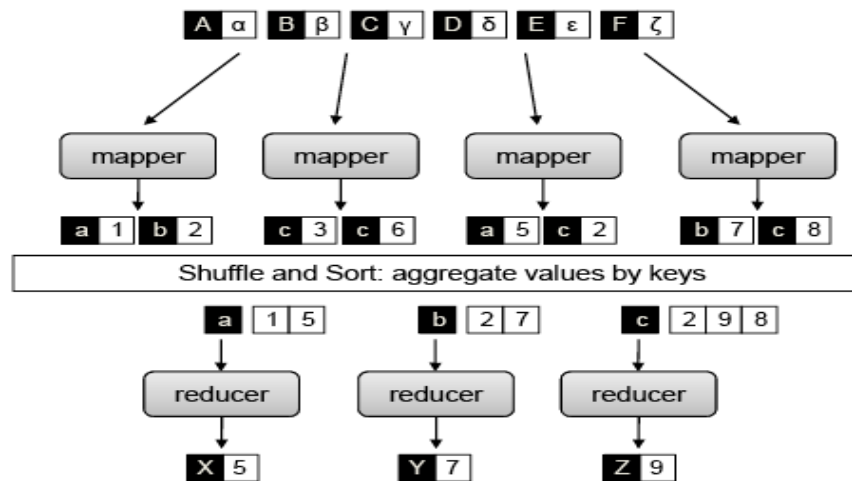 A α B β C γ D δ E ε F ζ
mapper mapper mapper mapper
a 1 b 2 c 3 c 6 a 5 c 2 b 7 c 8
Shuffle and Sort: aggregate values by keys
a 1 5 b 2 7 c 2 9 8
reducer reducer reducer
X 5 Y 7 Z 9